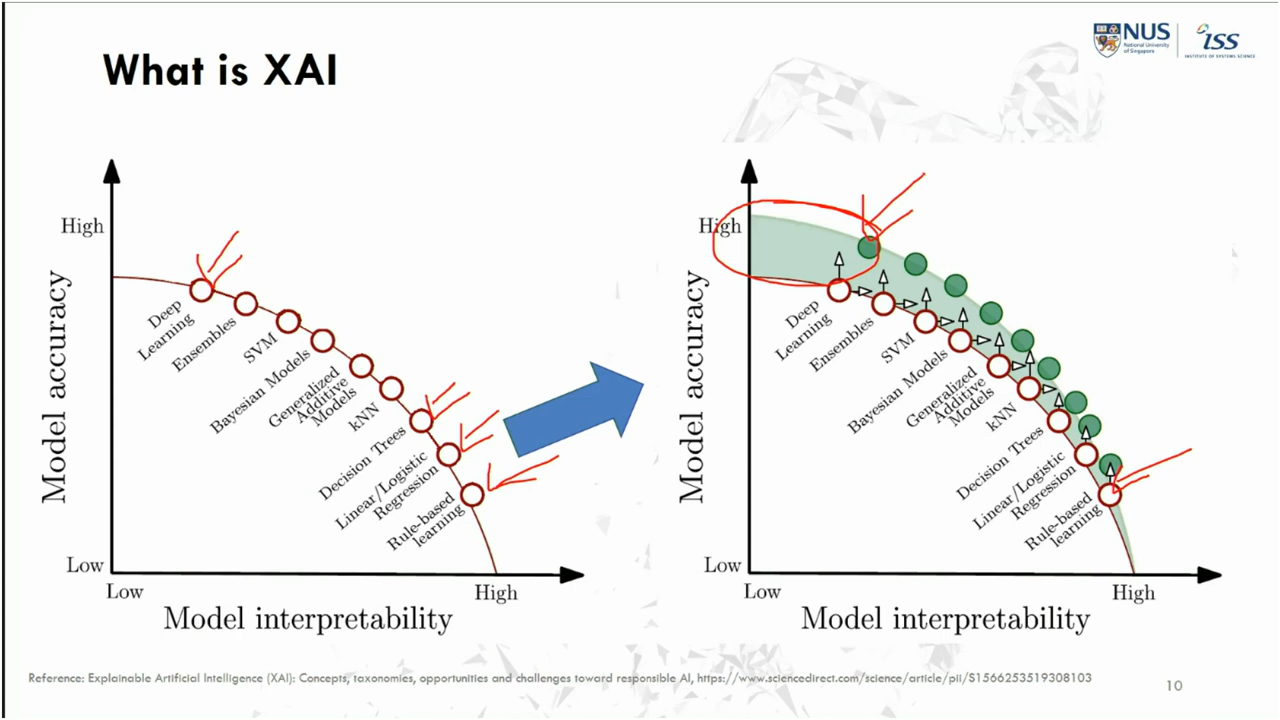 What is XAI
NUS
National University
of Singapore
iss
INSTITUTE OF SYSTEMS SCIENCE
Model accuracy
High
Low
Deep
Learning
Ensembles
SVM
Bayesian Models
Generalized
Additive
Models
kNN
Decision Trees
Linear/Logistic
Regression
Rule-based
learning
Low
High
Model interpretability
Model accuracy
High
Low
Deep
Learning
Ensembles
SVM
Bayesian Models
Generalized
Additive
Models
kNN
Decision Trees
Linear/Logistic
Regression
Rule-based
learning
Low
High
Model interpretability
Reference: Explainable Artificial Intelligence (XAI): Concepts, taxonomies, opportunities and challenges toward responsible AI, https://www.sciencedirect.com/science/article/pii/S1566253519308103
10